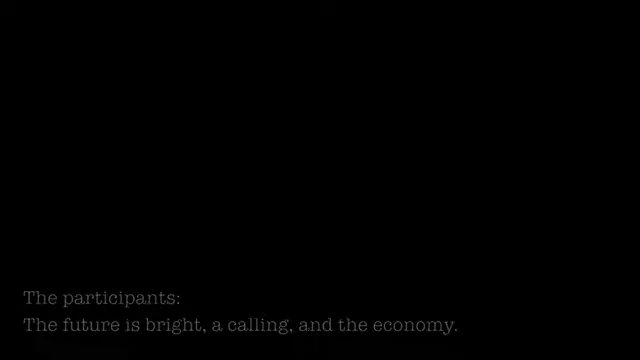 The participants:
The future is bright, a calling, and the economy.